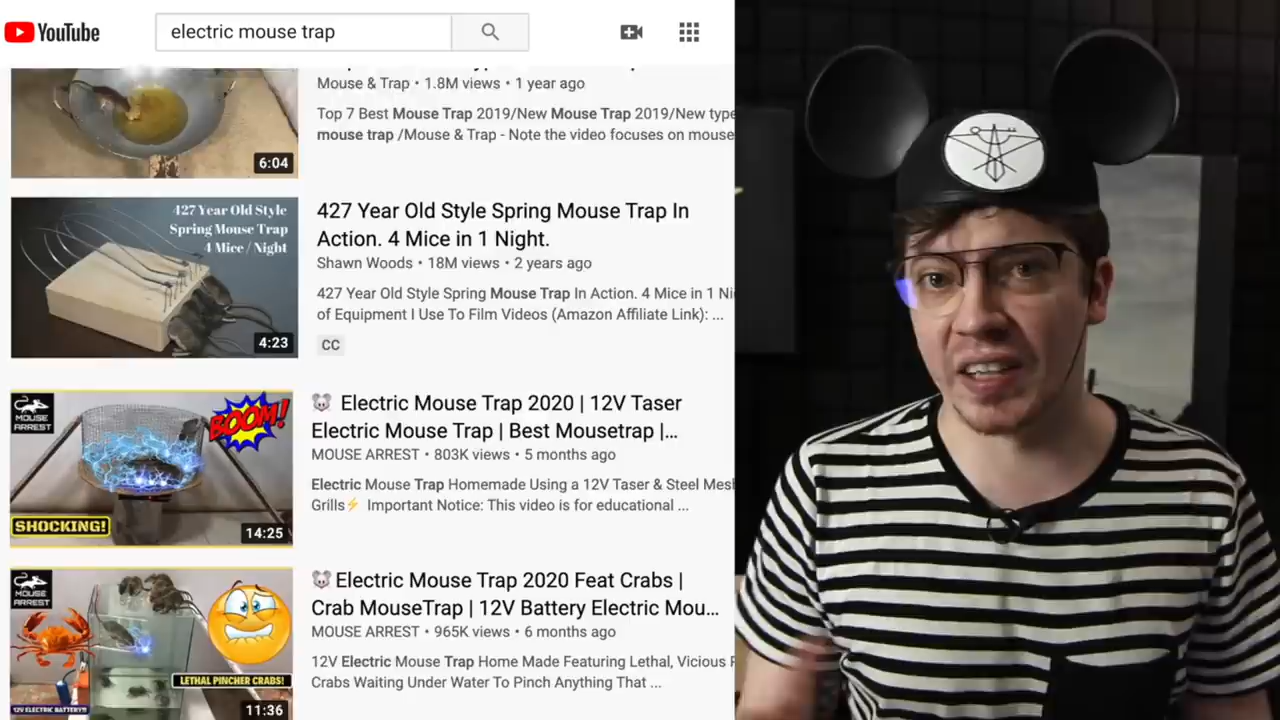 YouTube
electric mouse trap
Mouse & Trap • 1.8M views • 1 year ago
Top 7 Best Mouse Trap 2019/New Mouse Trap 2019/New type
mouse trap /Mouse & Trap - Note the video focuses on mouse
6:04
427 Year Old Style
Spring Mouse Trap
4 Mice / Night
4:23
427 Year Old Style Spring Mouse Trap In
Action. 4 Mice in 1 Night.
Shawn Woods • 18M views • 2 years ago
427 Year Old Style Spring Mouse Trap In Action. 4 Mice in 1 Ni
of Equipment I Use To Film Videos (Amazon Affiliate Link): ...
CC
MOUSE
ARREST
BOOM!
SHOCKING!
14:25
🐭 Electric Mouse Trap 2020 | 12V Taser
Electric Mouse Trap | Best Mousetrap |...
MOUSE ARREST • 803K views • 5 months ago
Electric Mouse Trap Homemade Using a 12V Taser & Steel Mesh
Grills⚡ Important Notice: This video is for educational ...
MOUSE
ARREST
LETHAL PINCHER CRABS!
12V ELECTRIC BATTERY!!
11:36
🐭Electric Mouse Trap 2020 Feat Crabs |
Crab MouseTrap | 12V Battery Electric Mou...
MOUSE ARREST • 965K views • 6 months ago
12V Electric Mouse Trap Home Made Featuring Lethal, Vicious
Crabs Waiting Under Water To Pinch Anything That ...